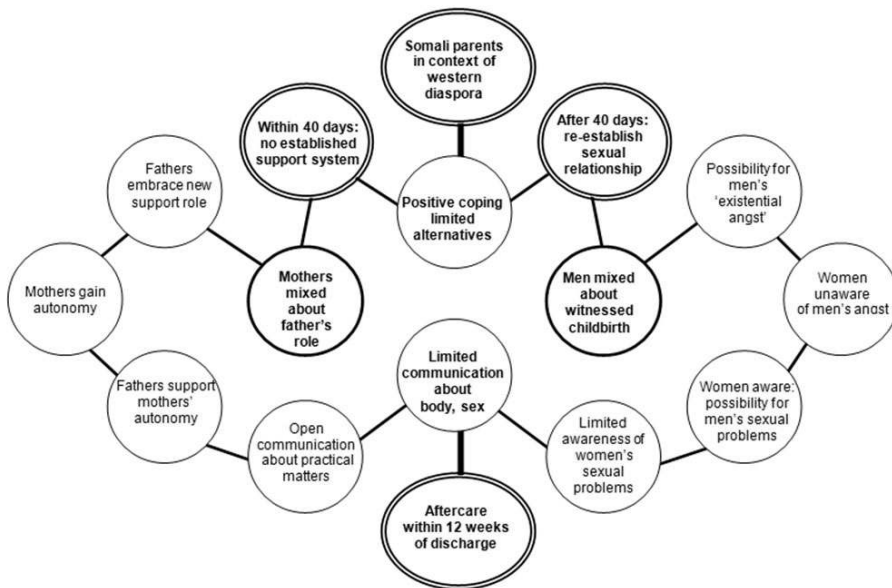 Somali parents
in context of
western
diaspora
Within 40 days:
no established
support system
After 40 days:
re-establish
sexual
relationship
Fathers
embrace new
support role
Positive coping
limited
alternatives
Possibility for
men's
'existential
angst'
Mothers gain
autonomy
Mothers
mixed
about
father's
role
Men mixed
about
witnessed
childbirth
Women
unaware
of men's angst
Fathers support
mothers'
autonomy
Limited
communication
about
body, sex
Women aware:
possibility for
men's sexual
problems
Open
communication
about practical
matters
Limited
awareness of
women's
sexual
problems
Aftercare
within 12 weeks
of discharge